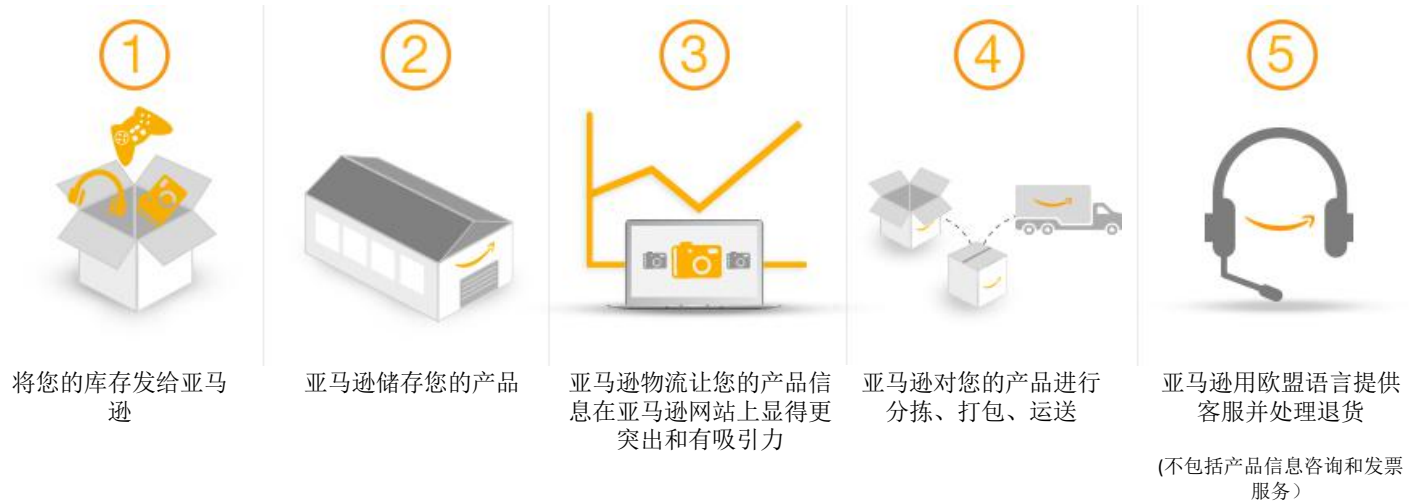 1
2
3
4
5
将您的库存发给亚马
逊
亚马逊储存您的产品
亚马逊物流让您的产品信
息在亚马逊网站上显得更
突出和有吸引力
亚马逊对您的产品进行
分拣、打包、运送
亚马逊用欧盟语言提供
客服并处理退货
(不包括产品信息咨询和发票
服务）